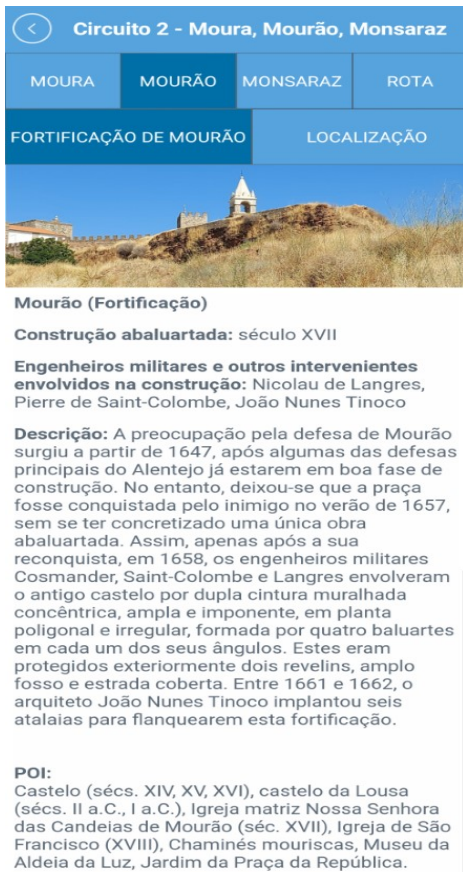 Circuito 2 - Moura, Mourão, Monsaraz
MOURA MOURÃO MONSARAZ ROTA
FORTIFICAÇÃO DE MOURÃO LOCALIZAÇÃO
Mourão (Fortificação)
Construção abaluartada: século XVII
Engenheiros militares e outros intervenientes
envolvidos na construção: Nicolau de Langres,
Pierre de Saint-Colombe, João Nunes Tinoco
Descrição: A preocupação pela defesa de Mourão
surgiu a partir de 1647, após algumas das defesas
principais do Alentejo já estarem em boa fase de
construção. No entanto, deixou-se que a praça
fosse conquistada pelo inimigo no verão de 1657,
sem se ter concretizado uma única obra
abaluartada. Assim, apenas após a sua
reconquista, em 1658, os engenheiros militares
Cosmander, Saint-Colombe e Langres envolveram
o antigo castelo por dupla cintura muralhada
concêntrica, ampla e imponente, em planta
poligonal e irregular, formada por quatro baluartes
em cada um dos seus ângulos. Estes eram
protegidos exteriormente dois revelins, amplo
fosso e estrada coberta. Entre 1661 e 1662, o
arquiteto João Nunes Tinoco implantou seis
atalaias para flanquearem esta fortificação.
POI:
Castelo (sécs. XIV, XV, XVI), castelo da Lousa
(sécs. II a.C., I a.C.), Igreja matriz Nossa Senhora
das Candeias de Mourão (séc. XVII), Igreja de São
Francisco (XVIII), Chaminés mouriscas, Museu da
Aldeia da Luz, Jardim da Praça da República.